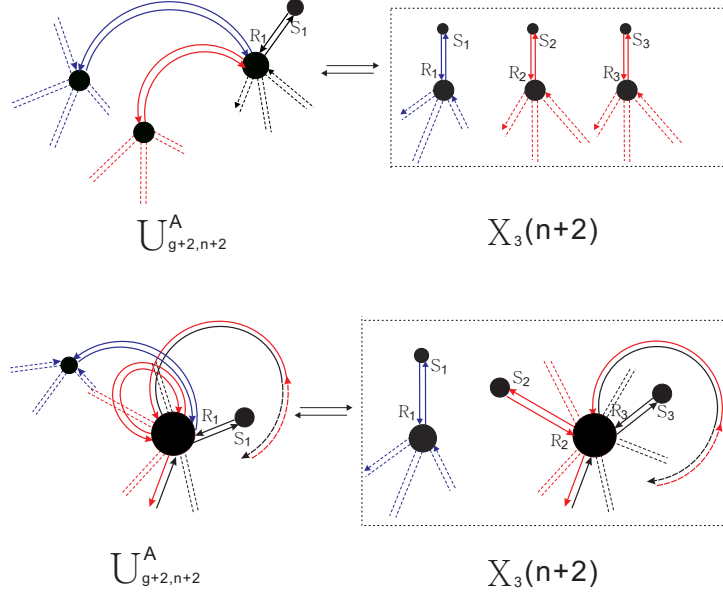 R₁ S₁
S₁ S₂ S₃
R₁ R₂ R₃
U^A_{g+2,n+2} X₃(n+2)
R₁
S₁
S₁ S₂
R₁ R₂ R₃ S₃
U^A_{g+2,n+2} X₃(n+2)